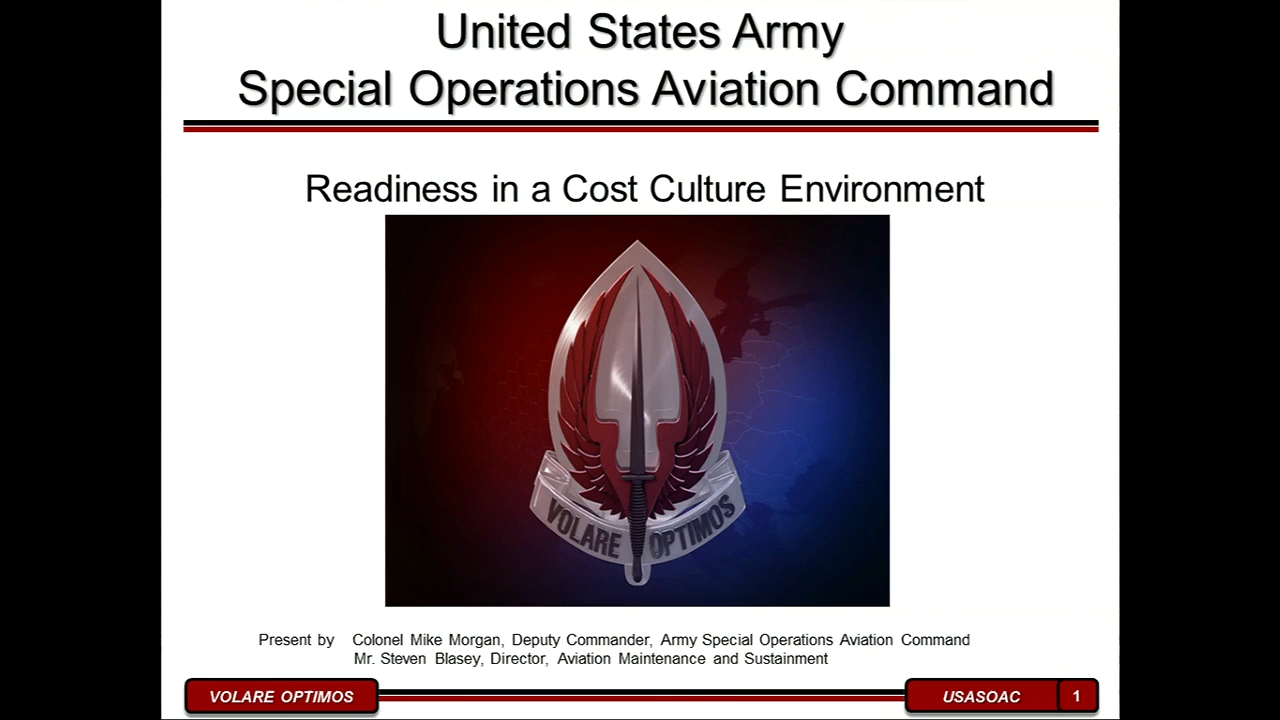 United States Army
Special Operations Aviation Command
Readiness in a Cost Culture Environment
VOLARE OPTIMOS
Present by Colonel Mike Morgan, Deputy Commander, Army Special Operations Aviation Command
Mr. Steven Blasey, Director, Aviation Maintenance and Sustainment
VOLARE OPTIMOS USASOAC 1